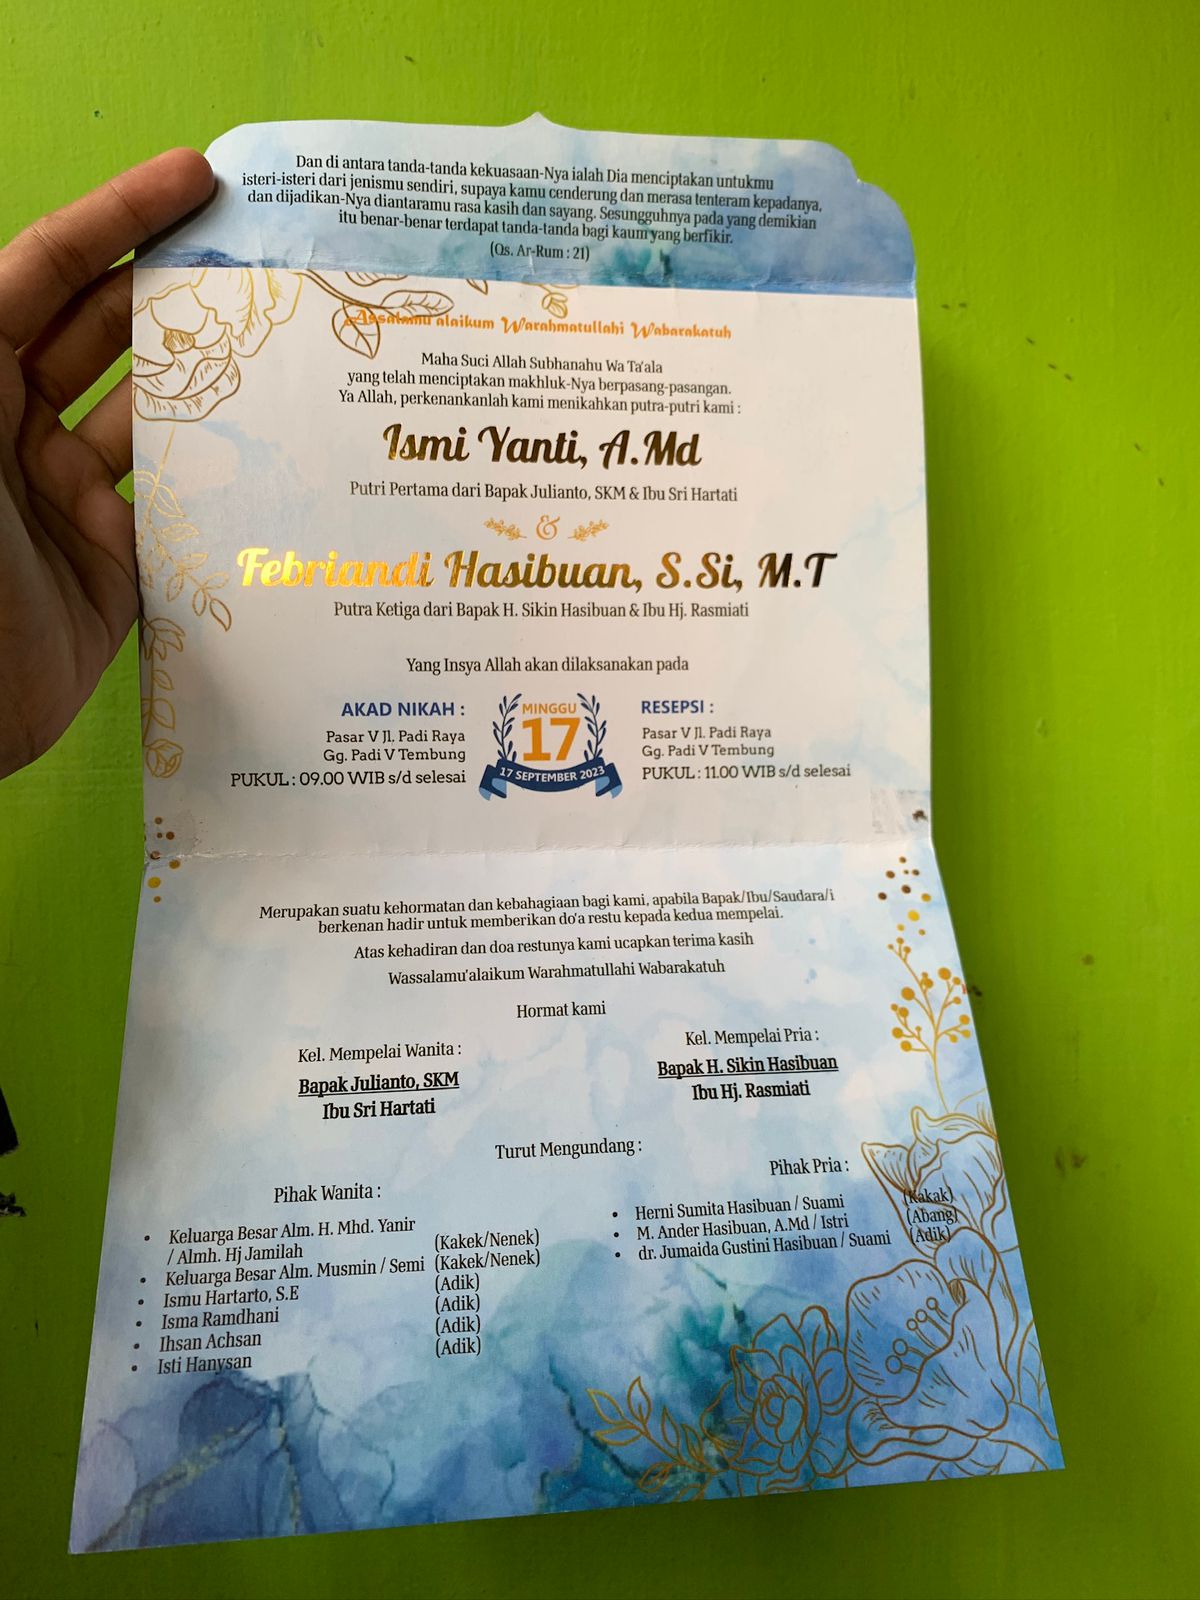 Dan di antara tanda-tanda kekuasaan-Nya ialah Dia menciptakan untukmu
isteri-isteri dari jenismu sendiri, supaya kamu cenderung dan merasa tenteram kepadanya,
dan dijadikan-Nya diantaramu rasa kasih dan sayang. Sesungguhnya pada yang demikian
itu benar-benar terdapat tanda-tanda bagi kaum yang berfikir.
(Qs. Ar-Rum : 21)
Assalamu alaikum Warahmatullahi Wabarakatuh
Maha Suci Allah Subhanahu Wa Ta'ala
yang telah menciptakan makhluk-Nya berpasang-pasangan.
Ya Allah, perkenankanlah kami menikahkan putra-putri kami :
Ismi Yanti, A.Md
Putri Pertama dari Bapak Julianto, SKM & Ibu Sri Hartati
&
Febriandi Hasibuan, S.Si, M.T
Putra Ketiga dari Bapak H. Sikin Hasibuan & Ibu Hj. Rasmiati
Yang Insya Allah akan dilaksanakan pada
AKAD NIKAH :
Pasar V Jl. Padi Raya
Gg. Padi V Tembung
PUKUL : 09.00 WIB s/d selesai
MINGGU
17
17 SEPTEMBER 2023
RESEPSI :
Pasar V Jl. Padi Raya
Gg. Padi V Tembung
PUKUL : 11.00 WIB s/d selesai
Merupakan suatu kehormatan dan kebahagiaan bagi kami, apabila Bapak/Ibu/Saudara/i
berkenan hadir untuk memberikan do'a restu kepada kedua mempelai.
Atas kehadiran dan doa restunya kami ucapkan terima kasih
Wassalamu'alaikum Warahmatullahi Wabarakatuh
Hormat kami
Kel. Mempelai Wanita :
Bapak Julianto, SKM
Ibu Sri Hartati
Kel. Mempelai Pria :
Bapak H. Sikin Hasibuan
Ibu Hj. Rasmiati
Turut Mengundang :
Pihak Wanita :
• Keluarga Besar Alm. H. Mhd. Yanir
/ Almh. Hj Jamilah (Kakek/Nenek)
• Keluarga Besar Alm. Musmin / Semi (Kakek/Nenek)
• Ismu Hartarto, S.E (Adik)
• Isma Ramdhani (Adik)
• Ihsan Achsan (Adik)
• Isti Hanysan (Adik)
Pihak Pria :
• Herni Sumita Hasibuan / Suami (Kakak)
• M. Ander Hasibuan, A.Md / Istri (Abang)
• dr. Jumaida Gustini Hasibuan / Suami (Adik)